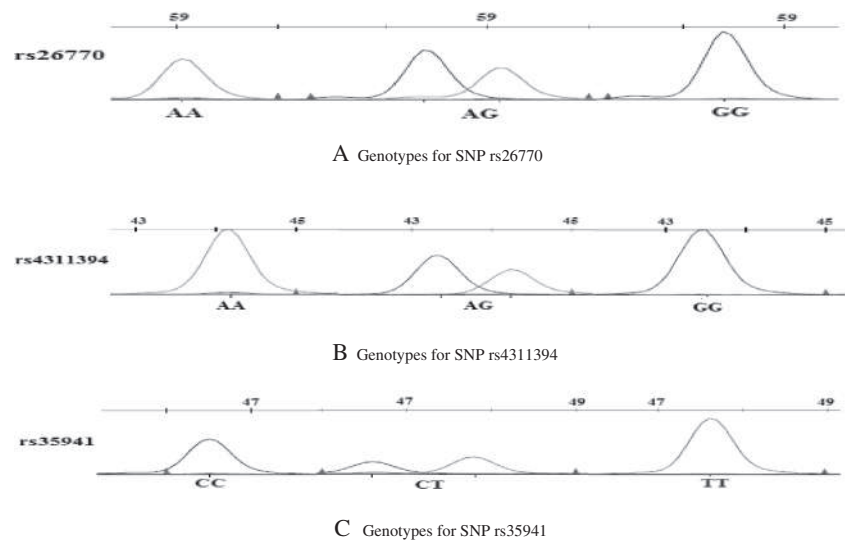 59 59 59
rs26770
AA AG GG
A Genotypes for SNP rs26770
43 45 43 45 43 45
rs4311394
AA AG GG
B Genotypes for SNP rs4311394
47 47 49 47 49
rs35941
CC CT TT
C Genotypes for SNP rs35941